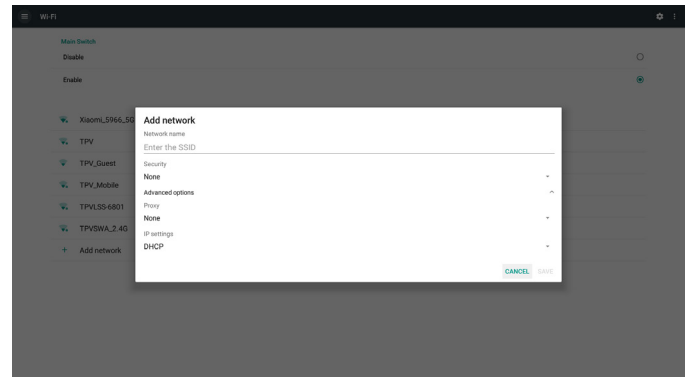 Wi-Fi
Main Switch
Disable
Enable
Xiaomi_5966_5G
TPV
TPV_Guest
TPV_Mobile
TPVLSS-6801
TPVSWA_2.4G
Add network
Add network
Network name
Enter the SSID
Security
None
Advanced options
Proxy
None
IP settings
DHCP
CANCEL SAVE